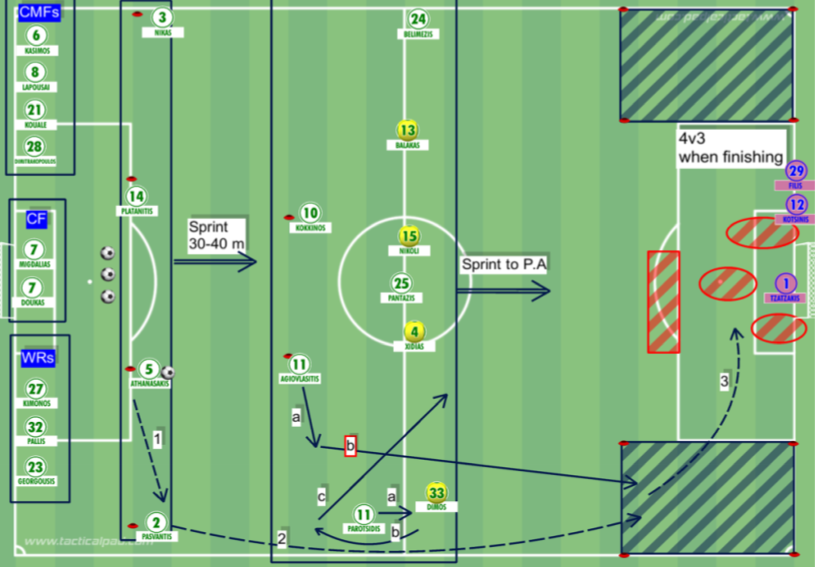 CMFs
6
KASIMOS
8
LAPOUSAI
21
KOUALE
28
DIMITRAKOPOULOS
CF
7
MIGDALIAS
7
DOUNAS
WRs
27
KIMONOS
32
PALLIS
23
GEORGOUSIS
3
NIKAS
14
PLATANITIS
5
ATHANASAKIS
1
2
PASVANTIS
Sprint
30-40 m
10
KOKKINOS
11
AGIOVLASITIS
a
b
c
11
PAROTSIDIS
a
b
2
24
BELIMEZIS
13
BALAKAS
15
NIKOLI
25
PANTAZIS
4
XIDIAS
33
DIMOS
Sprint to P.A
4v3
when finishing
29
FILIS
12
KOTSINIS
1
TZATZAKIS
3
www.tacticalpad.com